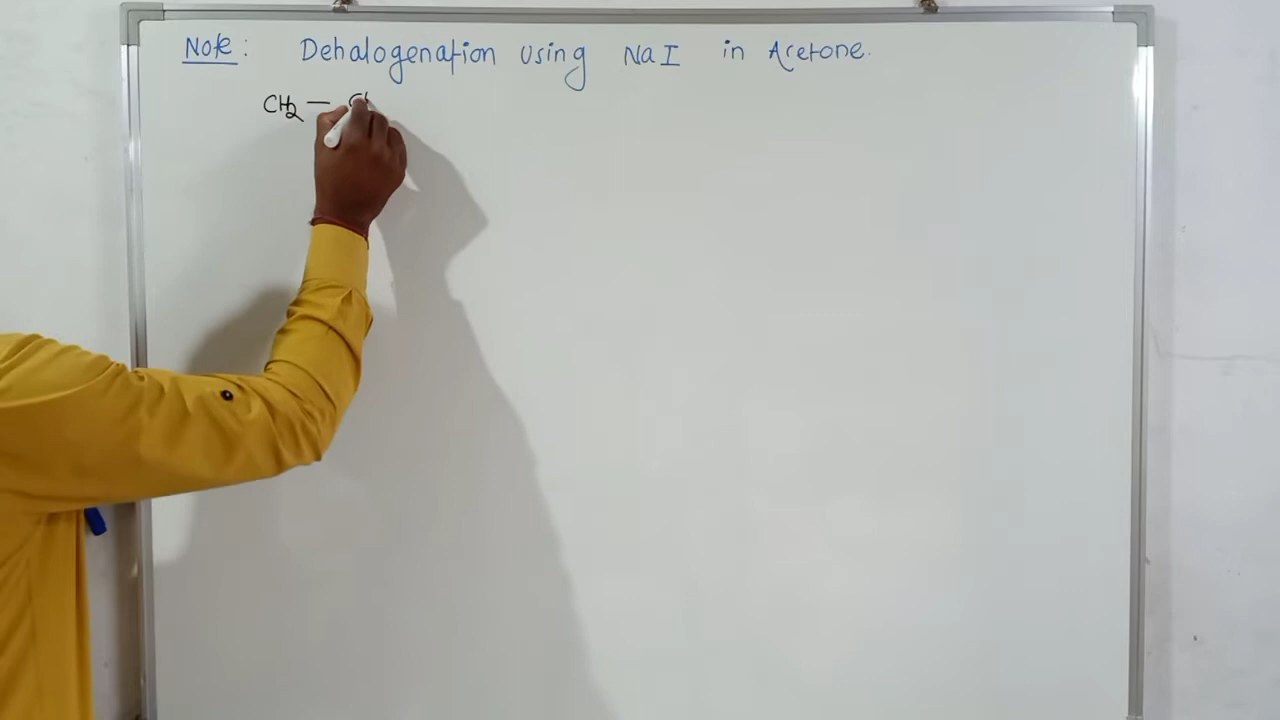 Note: Dehalogenation using NaI in Acetone.
CH2 — C